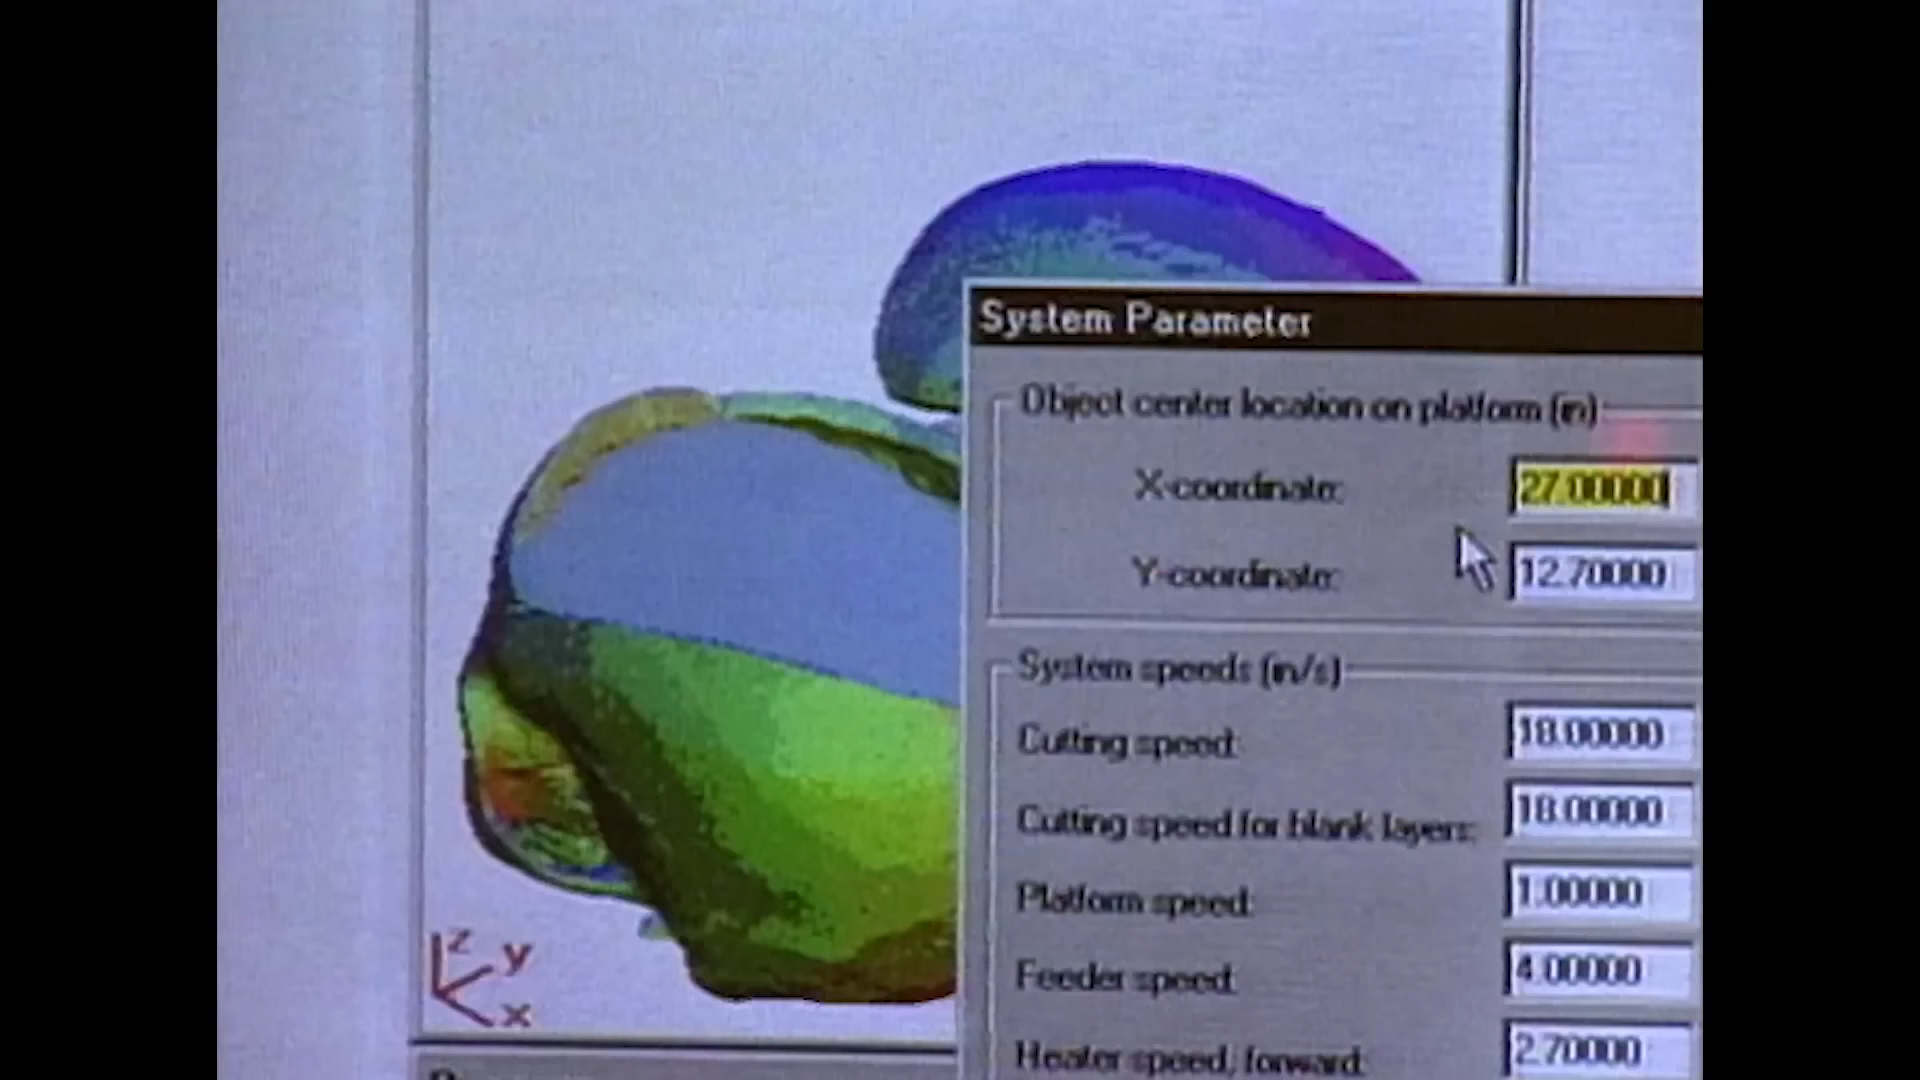 System Parameter
Object center location on platform (in)
X-coordinate: 27.00000
Y-coordinate: 12.70000
System speeds (in/s)
Cutting speed: 18.00000
Cutting speed for blank layers: 18.00000
Platform speed: 1.00000
Feeder speed: 4.00000
Heater speed, forward: 2.70000
z
y
x